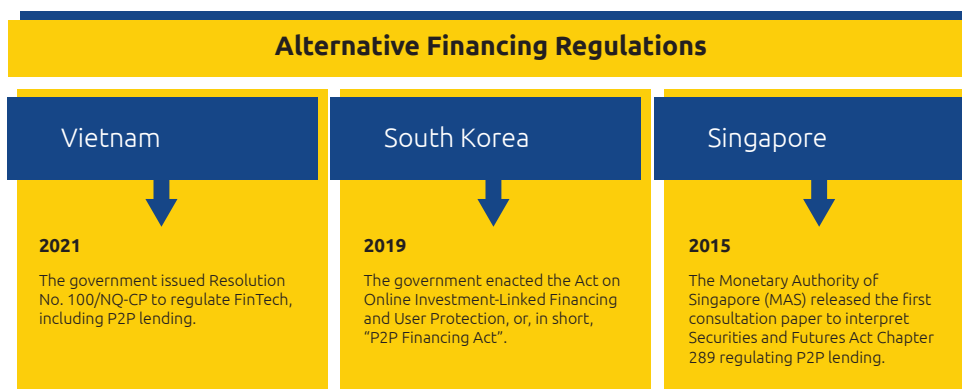 Alternative Financing Regulations
Vietnam
2021
The government issued Resolution
No. 100/NQ-CP to regulate FinTech,
including P2P lending.
South Korea
2019
The government enacted the Act on
Online Investment-Linked Financing
and User Protection, or, in short,
“P2P Financing Act”.
Singapore
2015
The Monetary Authority of
Singapore (MAS) released the first
consultation paper to interpret
Securities and Futures Act Chapter
289 regulating P2P lending.